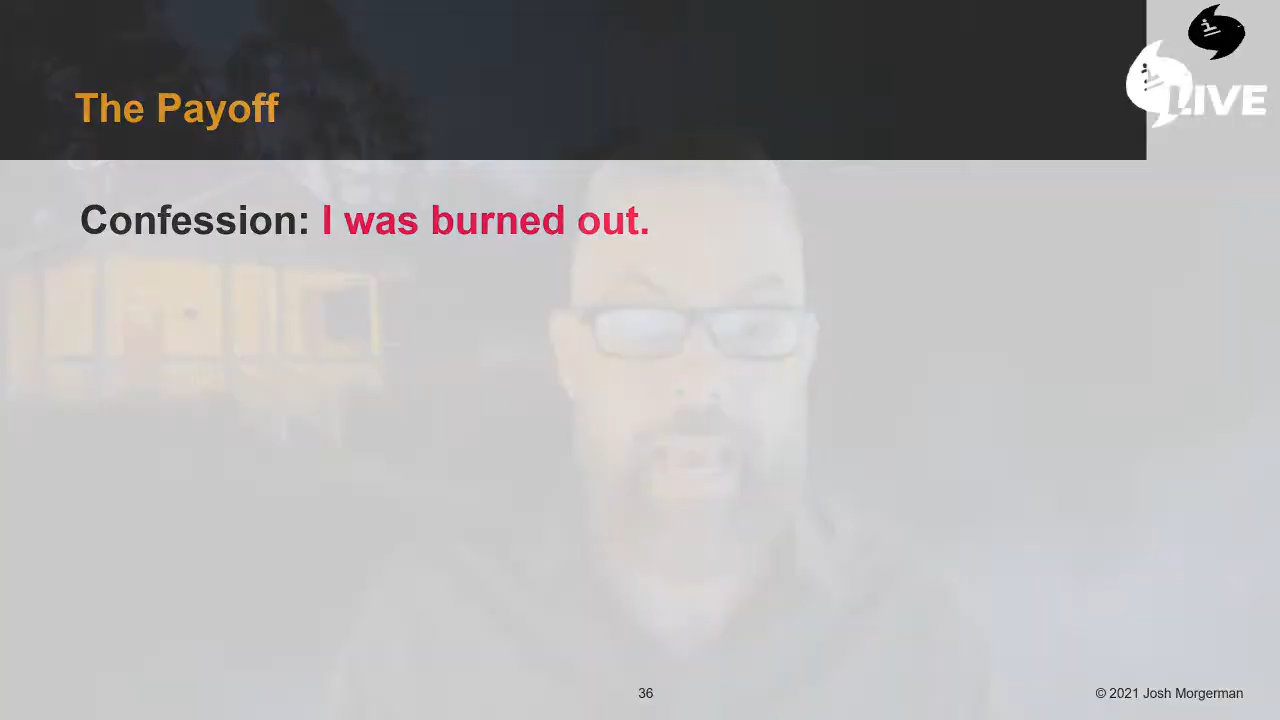 The Payoff
LIVE
Confession: I was burned out.
36
© 2021 Josh Morgerman